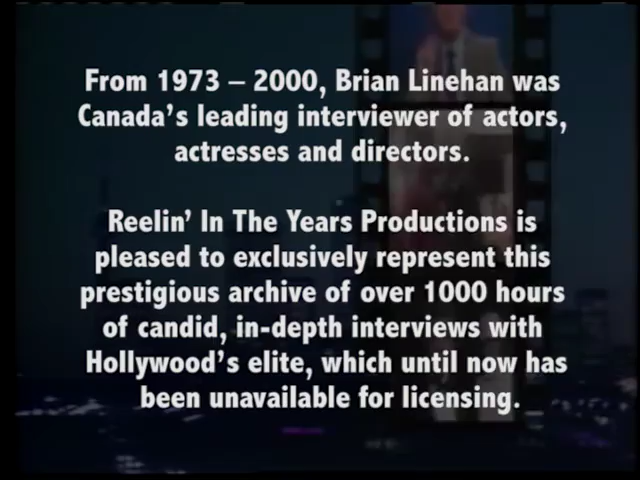 From 1973 – 2000, Brian Linehan was
Canada's leading interviewer of actors,
actresses and directors.
Reelin' In The Years Productions is
pleased to exclusively represent this
prestigious archive of over 1000 hours
of candid, in-depth interviews with
Hollywood's elite, which until now has
been unavailable for licensing.